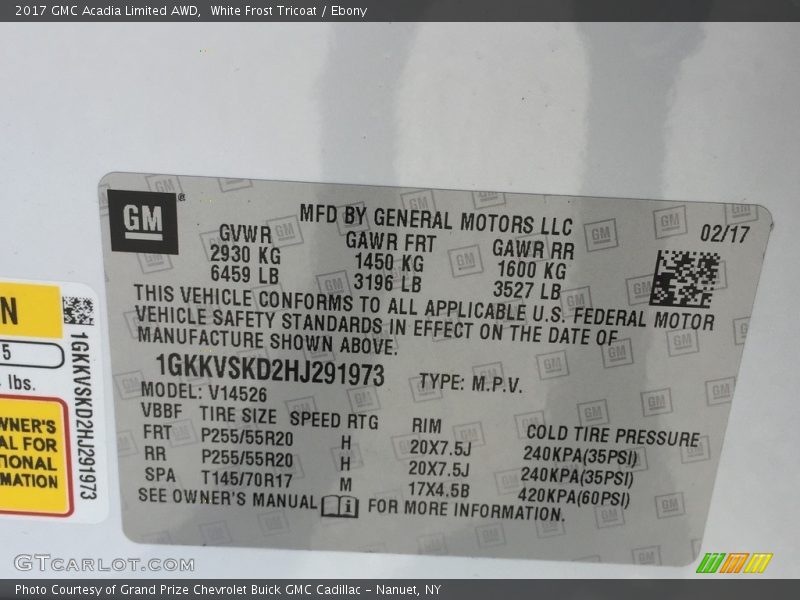 2017 GMC Acadia Limited AWD, White Frost Tricoat / Ebony
GM®
MFD BY GENERAL MOTORS LLC
02/17
GVWR GAWR FRT GAWR RR
2930 KG 1450 KG 1600 KG
6459 LB 3196 LB 3527 LB
THIS VEHICLE CONFORMS TO ALL APPLICABLE U.S. FEDERAL MOTOR
VEHICLE SAFETY STANDARDS IN EFFECT ON THE DATE OF
MANUFACTURE SHOWN ABOVE.
1GKKVSKD2HJ291973 TYPE: M.P.V.
MODEL: V14526
VBBF TIRE SIZE SPEED RTG RIM COLD TIRE PRESSURE
FRT P255/55R20 H 20X7.5J 240KPA(35PSI)
RR P255/55R20 H 20X7.5J 240KPA(35PSI)
SPA T145/70R17 M 17X4.5B 420KPA(60PSI)
SEE OWNER'S MANUAL FOR MORE INFORMATION.
N
5
lbs.
WNER'S
AL FOR
TIONAL
MATION
1GKKVSKD2HJ291973
GTcarlot.com
Photo Courtesy of Grand Prize Chevrolet Buick GMC Cadillac - Nanuet, NY